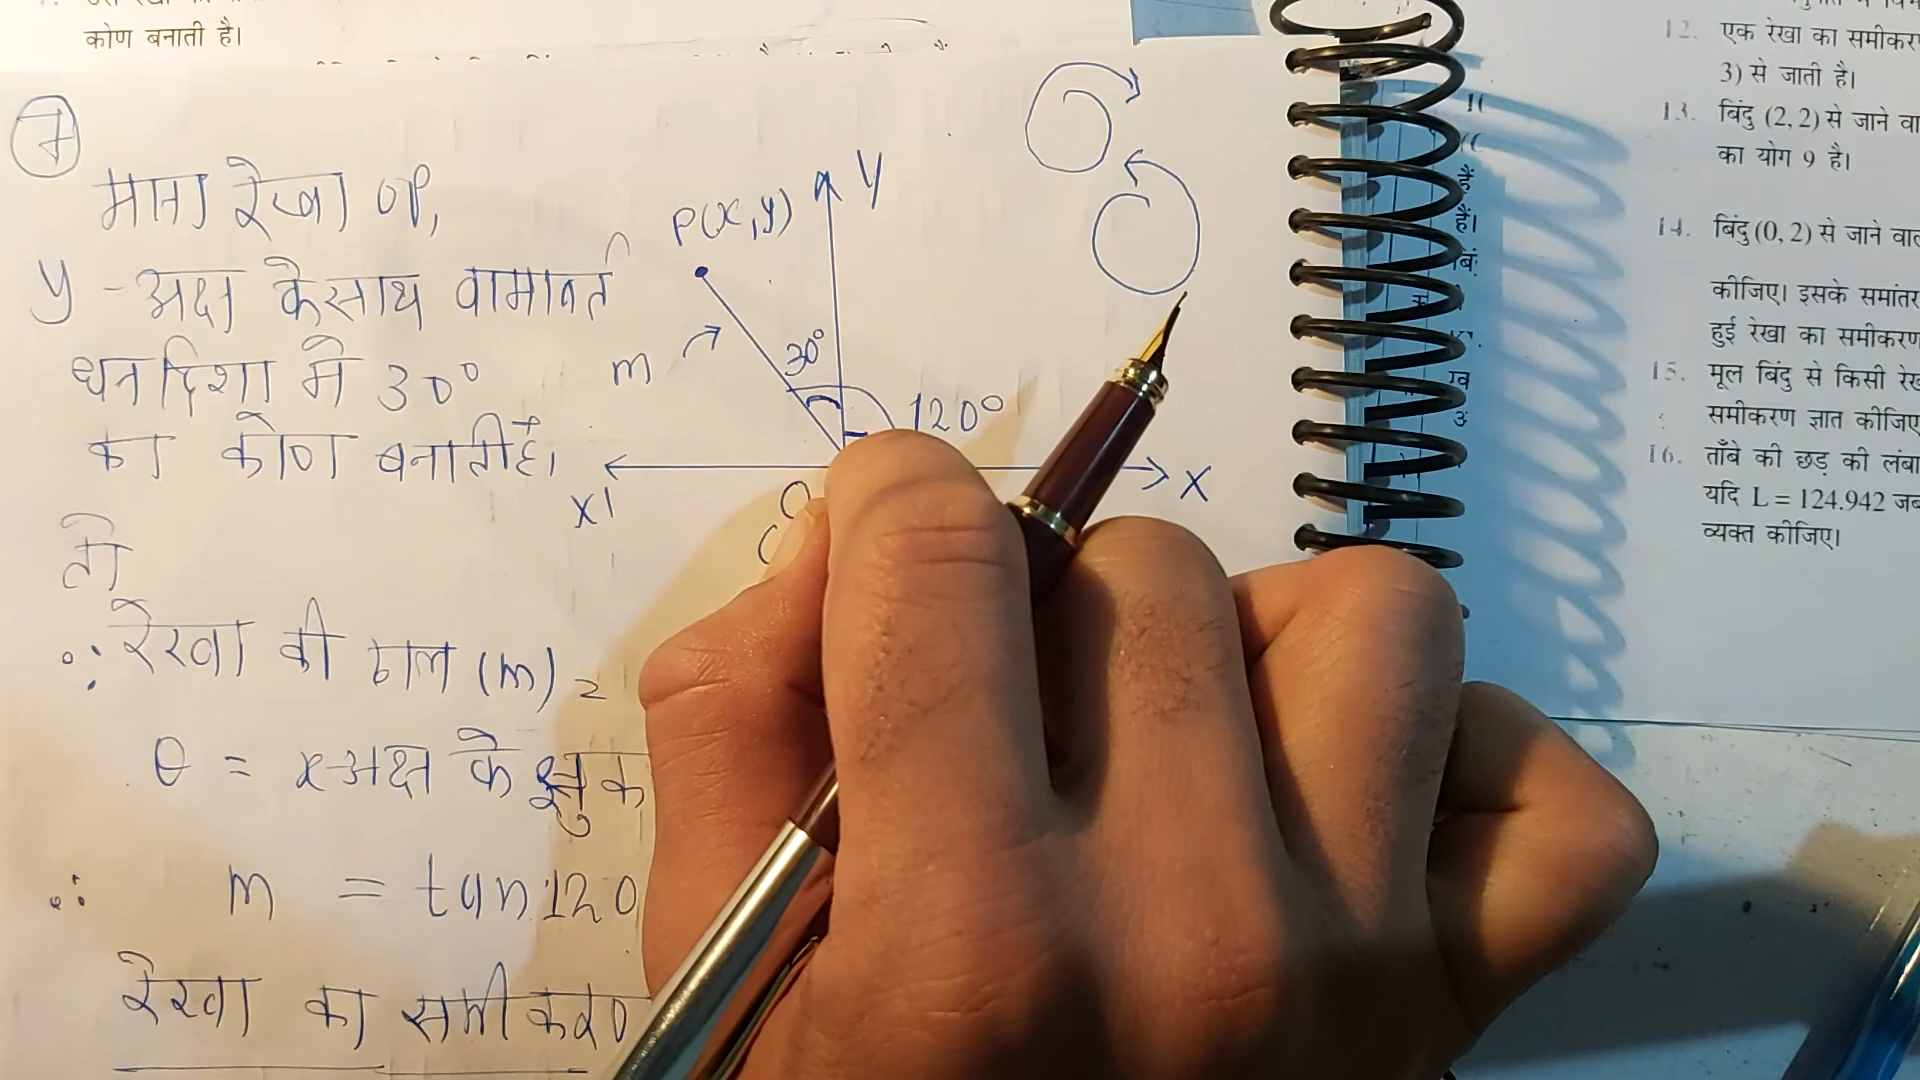 कोण बनाती है।
7
माना रेखा OP,
y - अक्ष के साथ वामावर्त
धन दिशा में 30°
का कोण बनाती है।
तो
∴ रेखा की ढाल (m) =
θ = x-अक्ष के झुक
∴ m = tan 120
रेखा का समीकरण
P(x,y)
y
30°
m
120°
X'
X
O
12. एक रेखा का समीकर
3) से जाती है।
13. बिंदु (2, 2) से जाने वा
का योग 9 है।
14. बिंदु (0, 2) से जाने वाल
कीजिए। इसके समांतर
हुई रेखा का समीकरण
15. मूल बिंदु से किसी रेख
समीकरण ज्ञात कीजिए
16. ताँबे की छड़ की लंबा
यदि L = 124.942 जब
व्यक्त कीजिए।